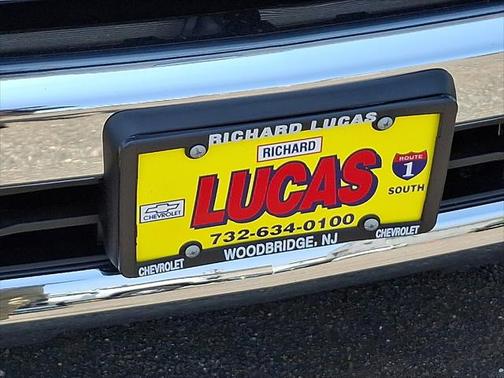 RICHARD LUCAS
RICHARD
LUCAS
ROUTE
1
SOUTH
CHEVROLET
732-634-0100
CHEVROLET
WOODBRIDGE, NJ
CHEVROLET